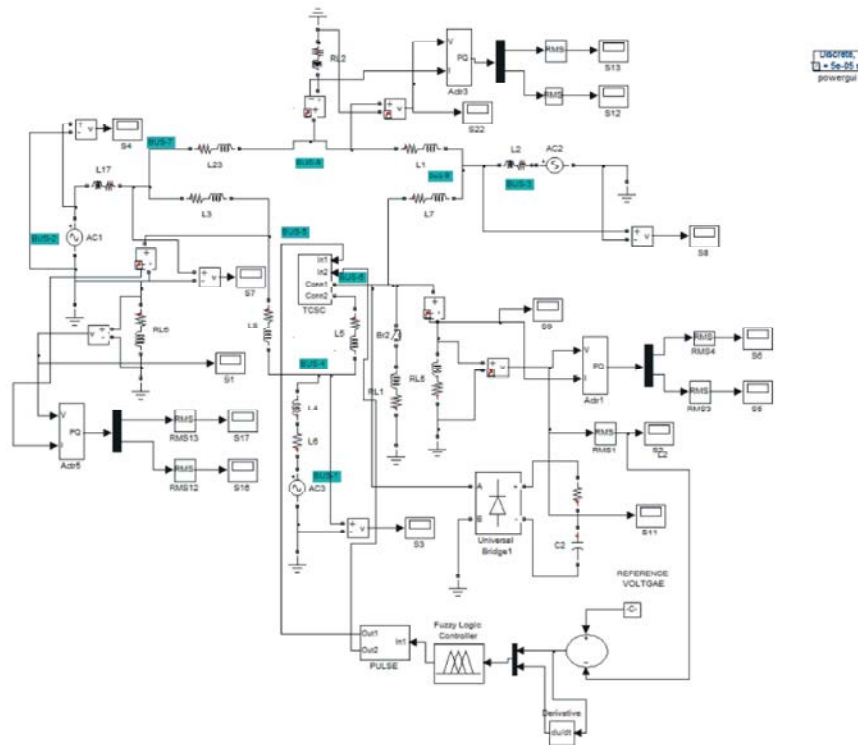 RL2
V
I
PQ
Actr3
RMS
S13
RMS
S12
Discrete,
= 5e-05 s
powergui
S22
S4
BUS-7
L23
BUS-8
L1
L2
AC2
BUS-3
L17
L3
L7
BUS-2
AC1
BUS-5
S8
S7
In1
In2
Conn1
Conn2
TCSC
BUS-6
RL6
L5
BUS-4
S1
Br2
RL1
RL5
S9
V
I
PQ
Actr1
RMS
RMS4
S5
RMS
RMS3
V
I
PQ
Actr5
RMS
RMS13
S17
RMS
RMS12
S16
L4
L6
AC3
BUS-1
S3
RMS
RMS1
A
B
Universal
Bridge1
C2
S11
REFERENCE
VOLTGAE
-C-
Out1
Out2
In1
PULSE
Fuzzy Logic
Controller
Derivative
du/dt